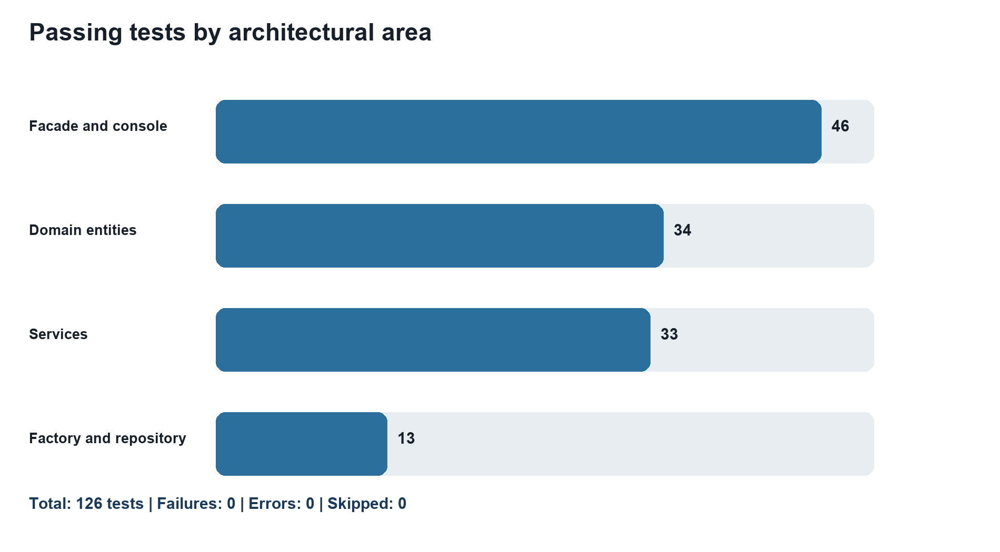 Passing tests by architectural area
Facade and console
46
Domain entities
34
Services
33
Factory and repository
13
Total: 126 tests | Failures: 0 | Errors: 0 | Skipped: 0